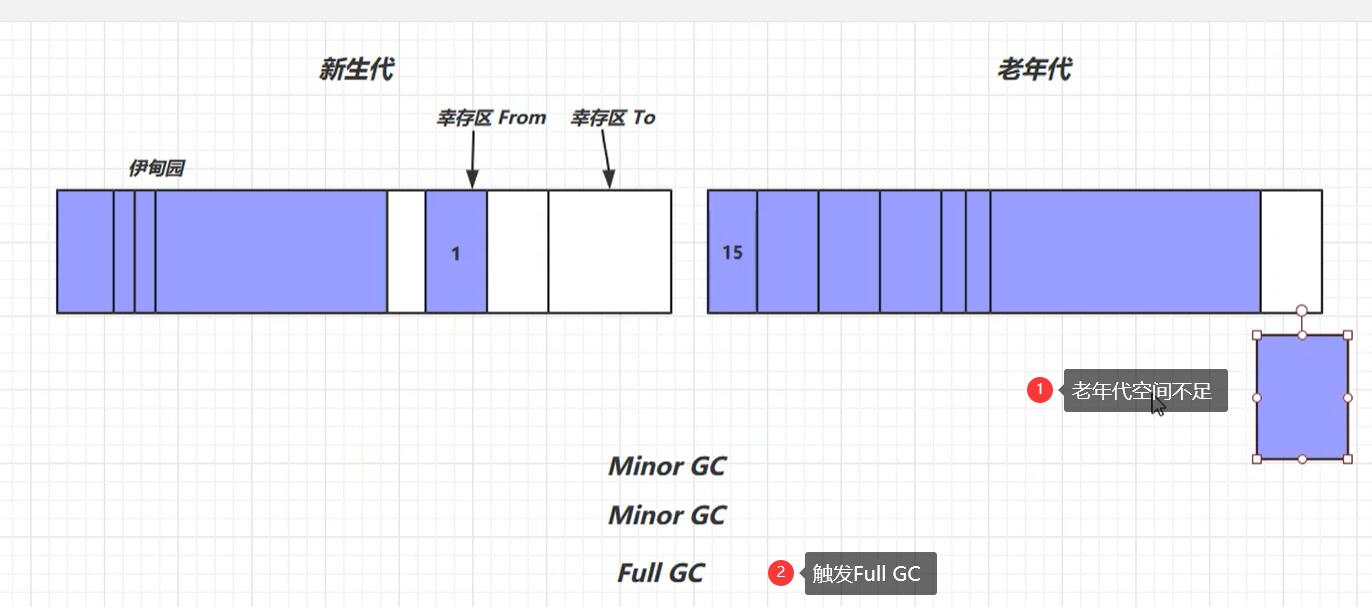 新生代
老年代
幸存区 From
幸存区 To
伊甸园
1
15
1
老年代空间不足
Minor GC
Minor GC
Full GC
2
触发Full GC